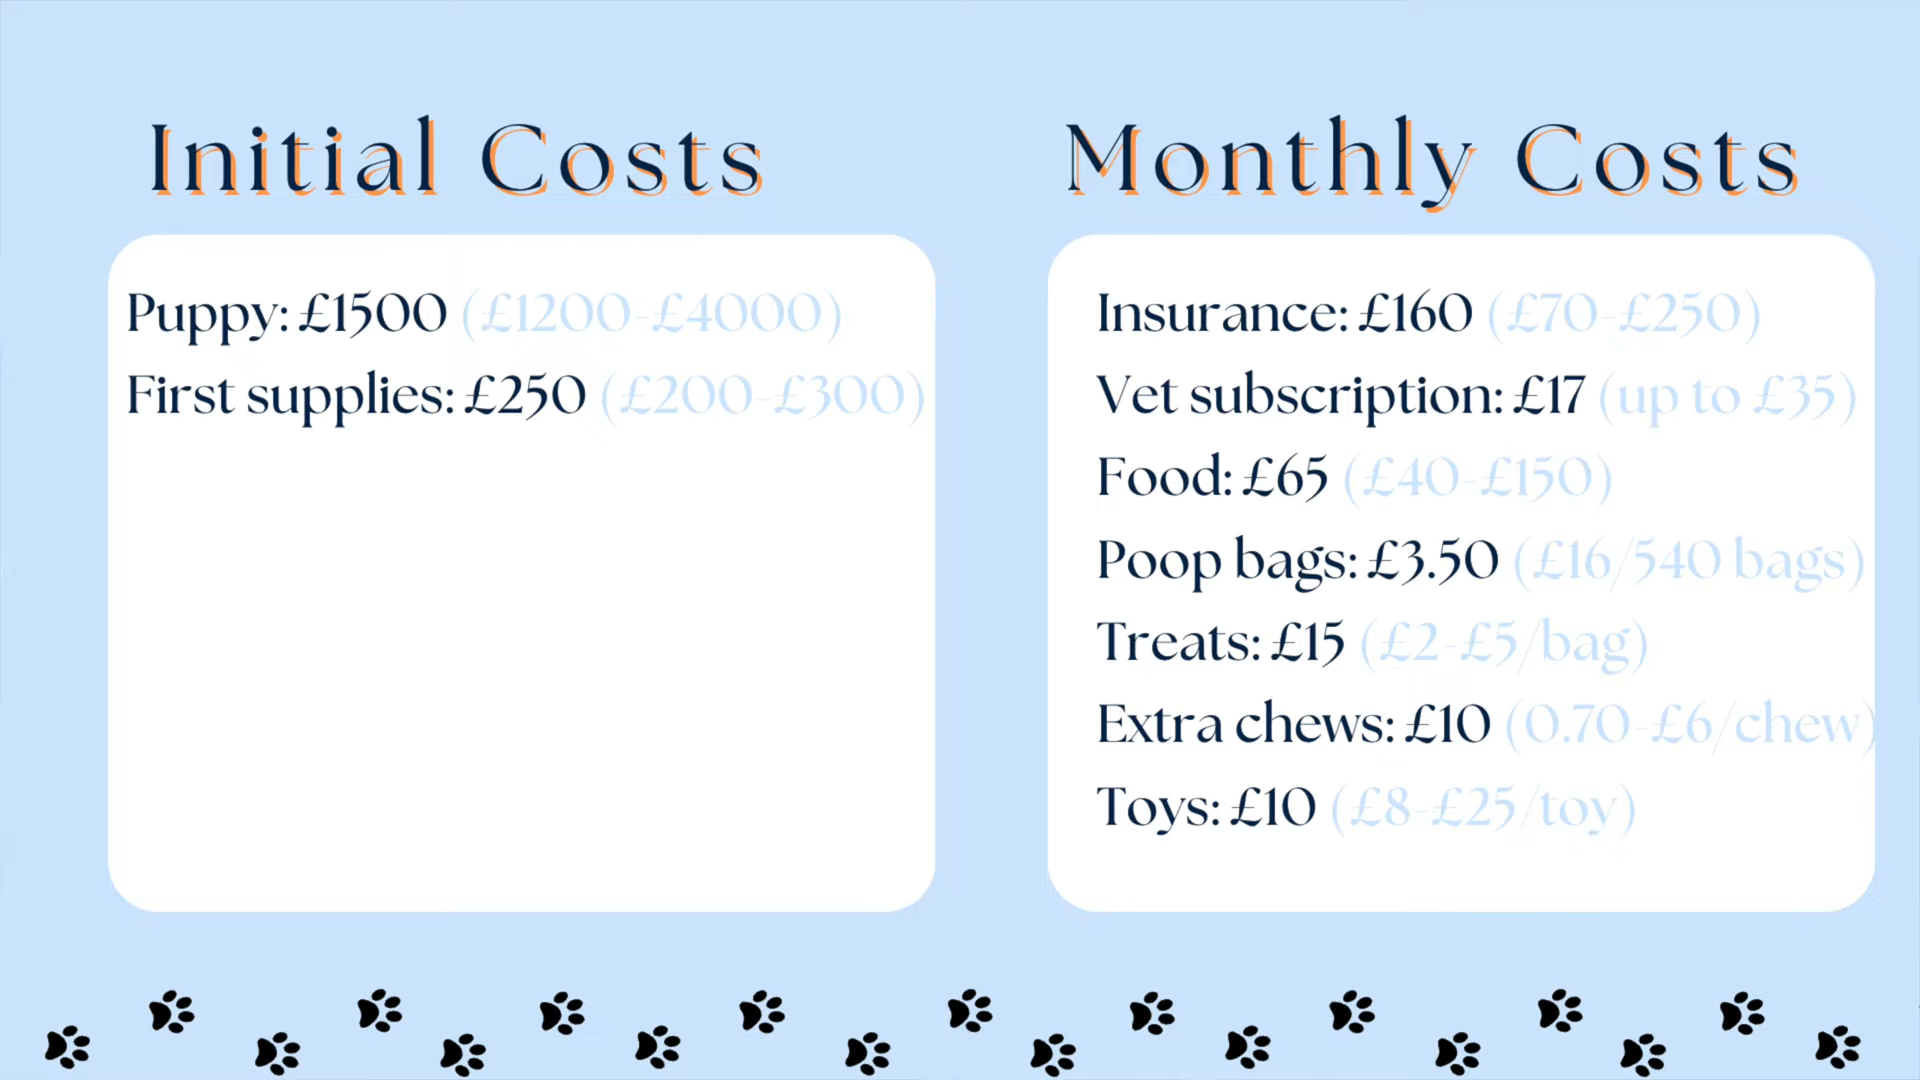 Initial Costs
Puppy: £1500 (£1200-£4000)
First supplies: £250 (£200-£300)
Monthly Costs
Insurance: £160 (£70-£250)
Vet subscription: £17 (up to £35)
Food: £65 (£40-£150)
Poop bags: £3.50 (£16/540 bags)
Treats: £15 (£2-£5/bag)
Extra chews: £10 (0.70-£6/chew)
Toys: £10 (£8-£25/toy)